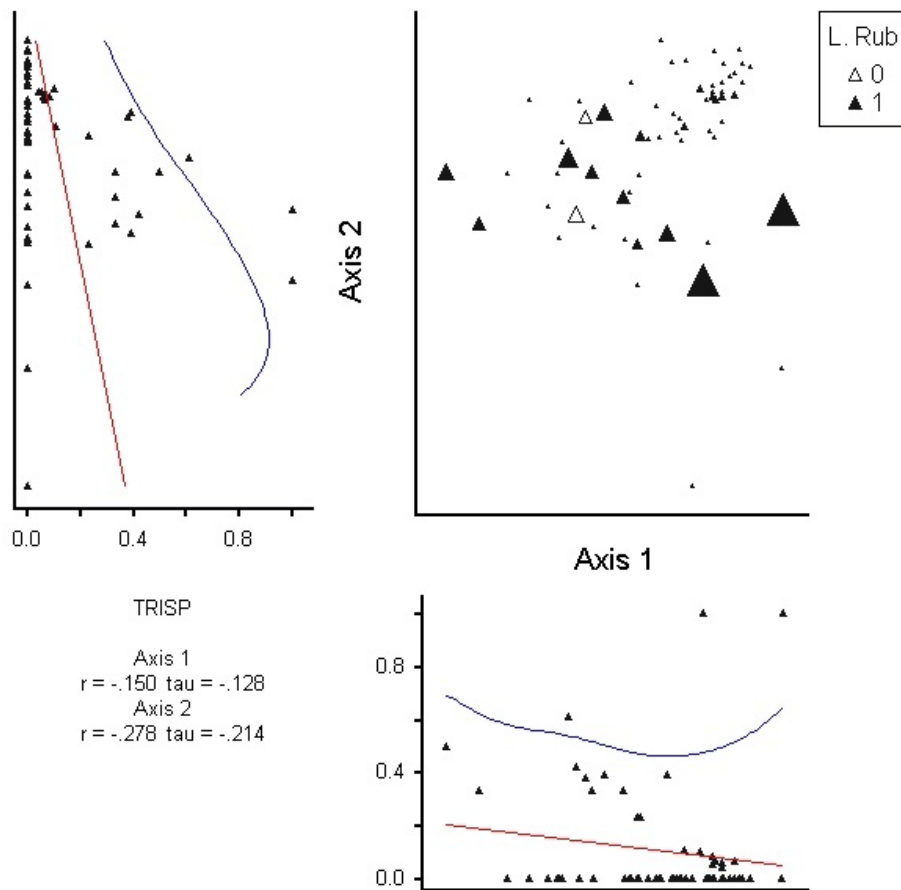 L. Rub
0
1
Axis 2
0.0 0.4 0.8
Axis 1
TRISP
Axis 1
r = -.150 tau = -.128
Axis 2
r = -.278 tau = -.214
0.8
0.4
0.0